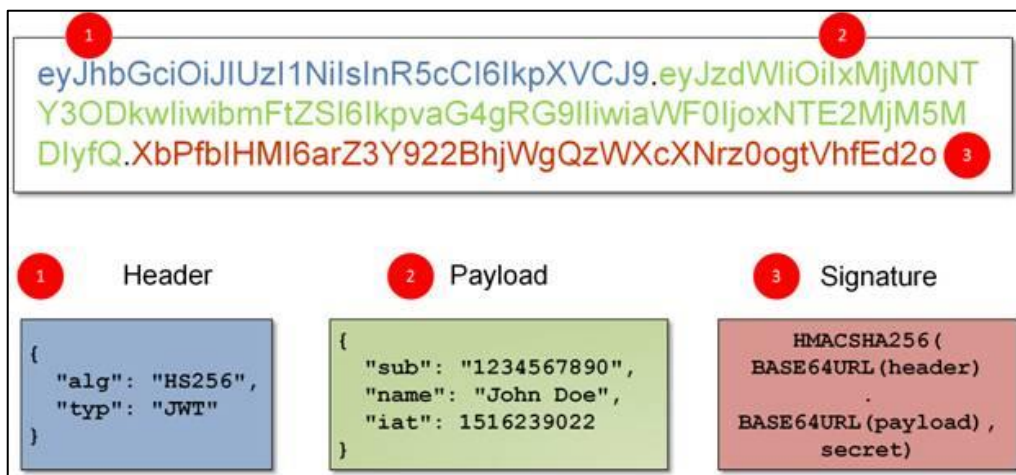 1 2
eyJhbGciOiJIUzI1NiIsInR5cCI6IkpXVCJ9.eyJzdWIiOiIxMjM0NT
Y3ODkwIiwibmFtZSI6IkpvaG4gRG9lIiwiaWF0IjoxNTE2MjM5M
DIyfQ.XbPfbIHMI6arZ3Y922BhjWgQzWXcXNrz0ogtVhfEd2o 3
1 Header
{
"alg": "HS256",
"typ": "JWT"
}
2 Payload
{
"sub": "1234567890",
"name": "John Doe",
"iat": 1516239022
}
3 Signature
HMACSHA256(
BASE64URL(header)
.
BASE64URL(payload),
secret)